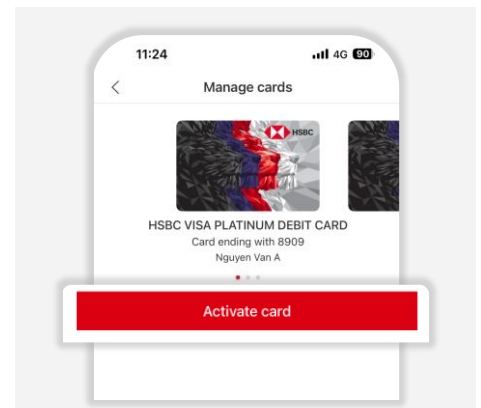 11:24
4G 90
Manage cards
HSBC
HSBC VISA PLATINUM DEBIT CARD
Card ending with 8909
Nguyen Van A
Activate card